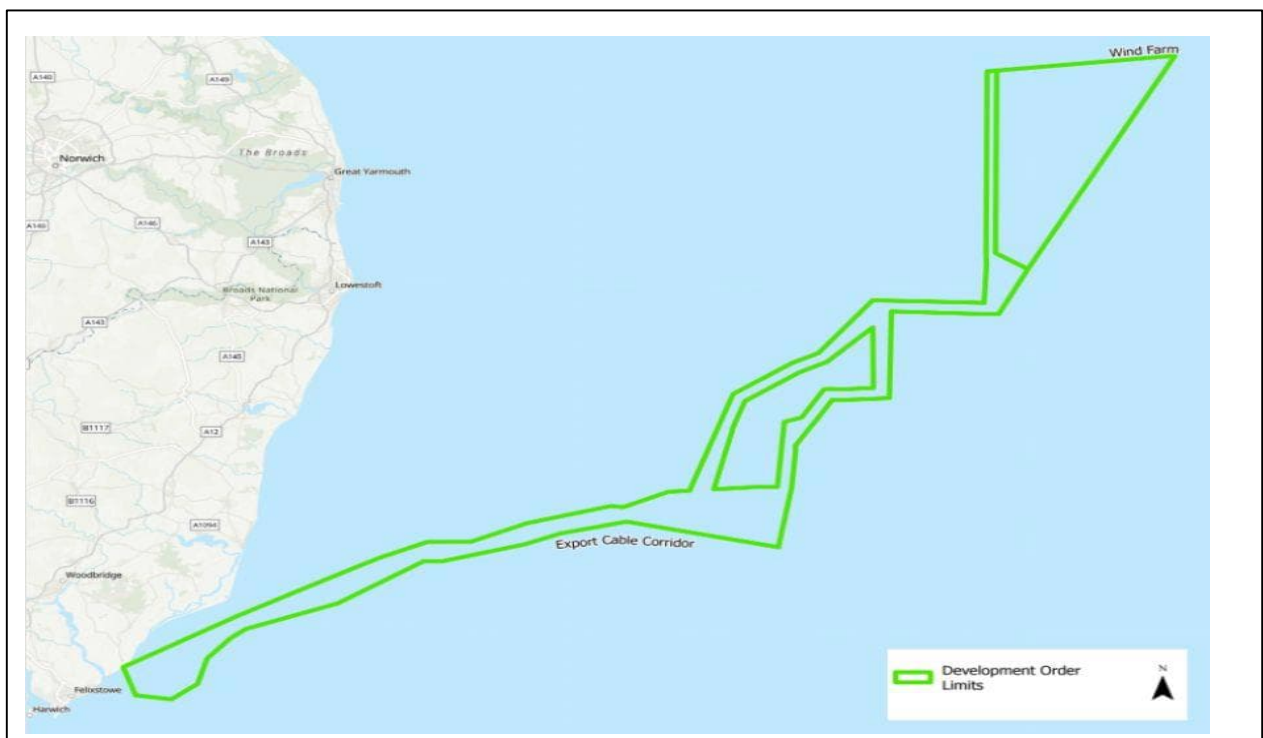 Wind Farm
A140
A149
The Broads
Norwich
Great Yarmouth
A146
A143
Lowestoft
Broads National
Park
A143
B1117
A12
B1116
A1094
Export Cable Corridor
Woodbridge
Felixstowe
Harwich
Development Order
Limits
N